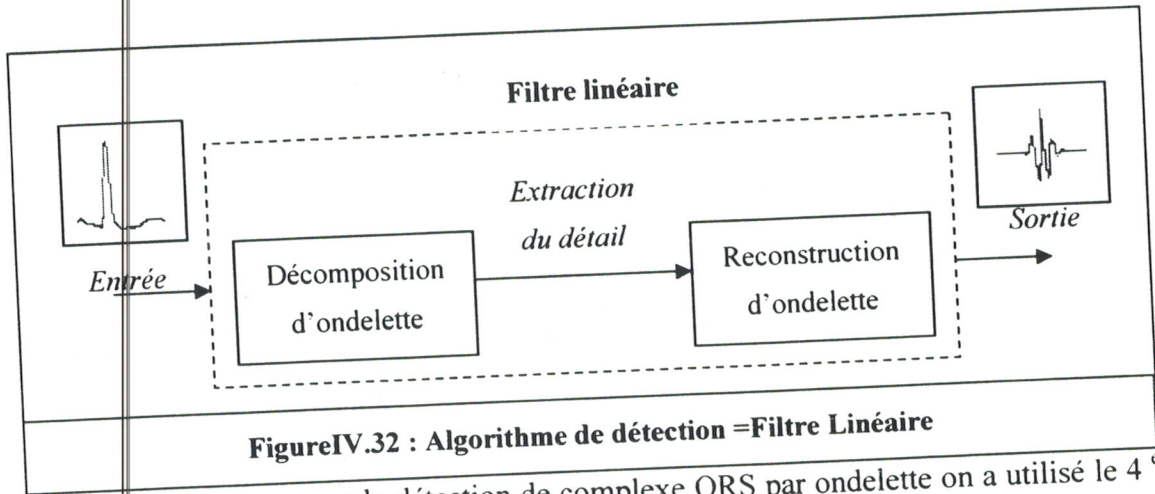 Filtre linéaire
Extraction
du détail
Sortie
Entrée
Décomposition
d'ondelette
Reconstruction
d'ondelette
FigureIV.32 : Algorithme de détection =Filtre Linéaire
détection de complexe QRS par ondelette on a utilisé le 4